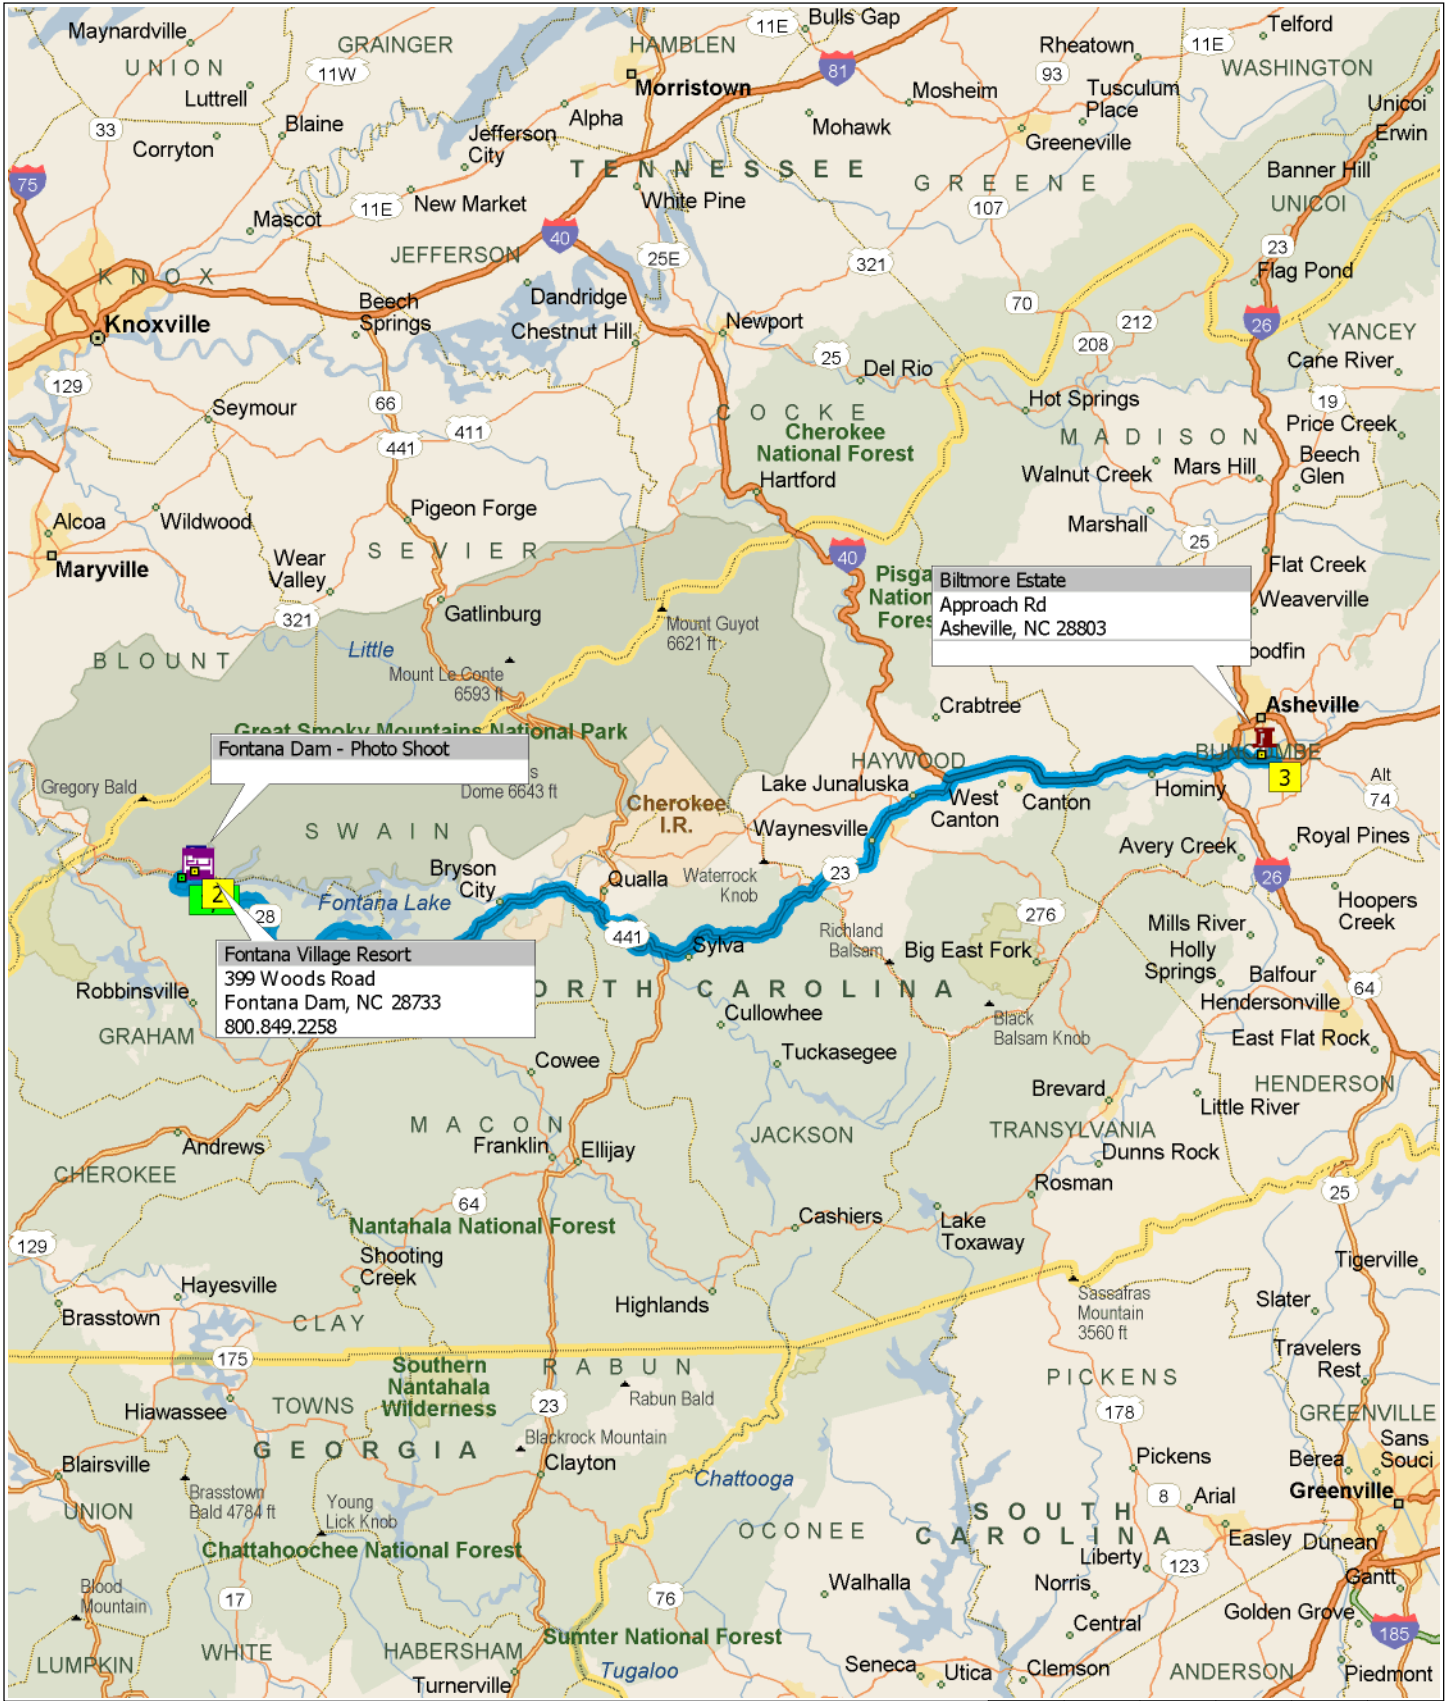 Maynardville
GRAINGER
11E
Bulls Gap
HAMBLEN
Rheatown
11E
Telford
UNION
11W
81
93
WASHINGTON
Luttrell
Morristown
Mosheim
Tusculum
Place
Unicoi
33
Blaine
Alpha
Mohawk
Greeneville
Erwin
Corryton
Jefferson
City
Banner Hill
75
TENNESSEE
GREENE
UNICOI
11E
New Market
White Pine
107
Mascot
40
JEFFERSON
25E
321
23
Flag Pond
KNOX
Beech
Springs
Dandridge
70
212
26
Knoxville
Chestnut Hill
Newport
208
YANCEY
25
Del Rio
Cane River
129
66
Hot Springs
19
Seymour
441
411
COCKE
Cherokee
National Forest
MADISON
Price Creek
Hartford
Walnut Creek
Mars Hill
Beech
Glen
Alcoa
Wildwood
Pigeon Forge
Marshall
25
SEVIER
40
Maryville
Wear
Valley
Flat Creek
Biltmore Estate
Approach Rd
Asheville, NC 28803
Weaverville
321
Gatlinburg
Mount Guyot
6621 ft
BLOUNT
Little
Mount Le Conte
6593 ft
Crabtree
Asheville
Great Smoky Mountains National Park
Fontana Dam - Photo Shoot
HAYWOOD
BUNCOMBE
3
Gregory Bald
Dome 6643 ft
Cherokee
I.R.
Lake Junaluska
West
Canton
Canton
Hominy
Alt
74
SWAIN
Waynesville
Avery Creek
Royal Pines
Bryson
City
Qualla
Waterrock
Knob
23
26
2
28
Fontana Lake
276
Hoopers
Creek
441
Sylva
Richland
Balsam
Big East Fork
Mills River
Holly
Springs
Balfour
Fontana Village Resort
399 Woods Road
Fontana Dam, NC 28733
800.849.2258
Robbinsville
ORTH CAROLINA
64
Hendersonville
GRAHAM
Cullowhee
Black
Balsam Knob
East Flat Rock
Cowee
Tuckasegee
Brevard
HENDERSON
Little River
MACON
JACKSON
TRANSYLVANIA
Andrews
Franklin
Ellijay
Dunns Rock
CHEROKEE
Rosman
25
64
Nantahala National Forest
Cashiers
Lake
Toxaway
129
Shooting
Creek
Tigerville
Hayesville
Sassafras
Mountain
3560 ft
Slater
Brasstown
Highlands
CLAY
Travelers
Rest
175
Southern
Nantahala
Wilderness
RABUN
Rabun Bald
PICKENS
Hiawassee
TOWNS
23
178
GREENVILLE
GEORGIA
Blackrock Mountain
Sans
Souci
Blairsville
Clayton
Chattooga
Pickens
Berea
Brasstown
Bald 4784 ft
Young
Lick Knob
8
Arial
Greenville
UNION
OCONEE
SOUTH
CAROLINA
Easley
Dunean
Chattahoochee National Forest
Liberty
123
Blood
Mountain
17
76
Walhalla
Norris
Gantt
Central
Golden Grove
185
WHITE
HABERSHAM
Sumter National Forest
LUMPKIN
Turnerville
Tugaloo
Seneca
Utica
Clemson
ANDERSON
Piedmont